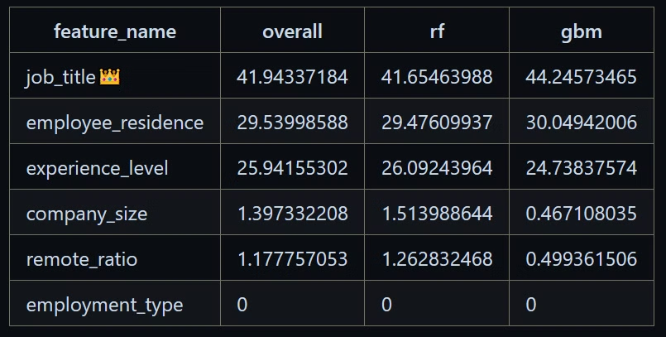 feature_name overall rf gbm
job_title👑 41.94337184 41.65463988 44.24573465
employee_residence 29.53998588 29.47609937 30.04942006
experience_level 25.94155302 26.09243964 24.73837574
company_size 1.397332208 1.513988644 0.467108035
remote_ratio 1.177757053 1.262832468 0.499361506
employment_type 0 0 0